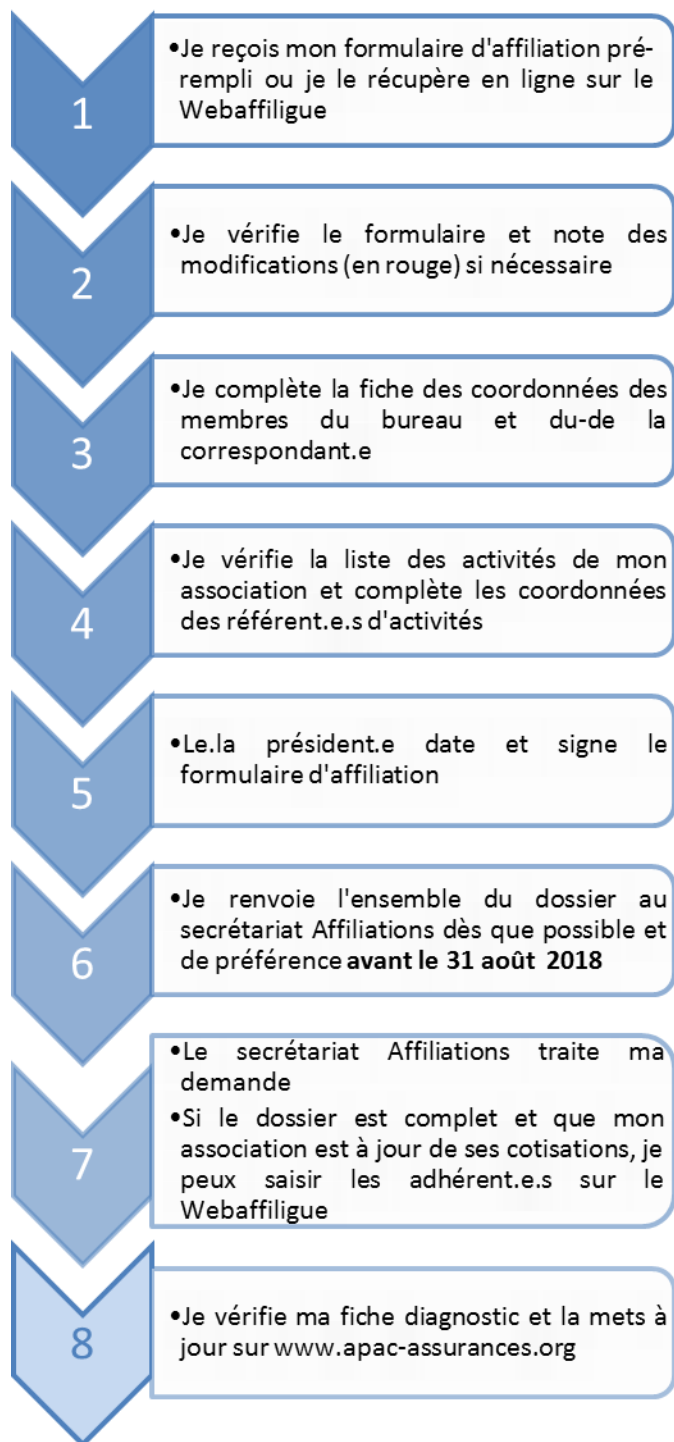 1
•Je reçois mon formulaire d'affiliation pré-
rempli ou je le récupère en ligne sur le
Webaffiligue
2
•Je vérifie le formulaire et note des
modifications (en rouge) si nécessaire
3
•Je complète la fiche des coordonnées des
membres du bureau et du-de la
correspondant.e
4
•Je vérifie la liste des activités de mon
association et complète les coordonnées
des référent.e.s d'activités
5
•Le.la président.e date et signe le
formulaire d'affiliation
6
•Je renvoie l'ensemble du dossier au
secrétariat Affiliations dès que possible et
de préférence avant le 31 août 2018
7
•Le secrétariat Affiliations traite ma
demande
•Si le dossier est complet et que mon
association est à jour de ses cotisations, je
peux saisir les adhérent.e.s sur le
Webaffiligue
8
•Je vérifie ma fiche diagnostic et la mets à
jour sur www.apac-assurances.org